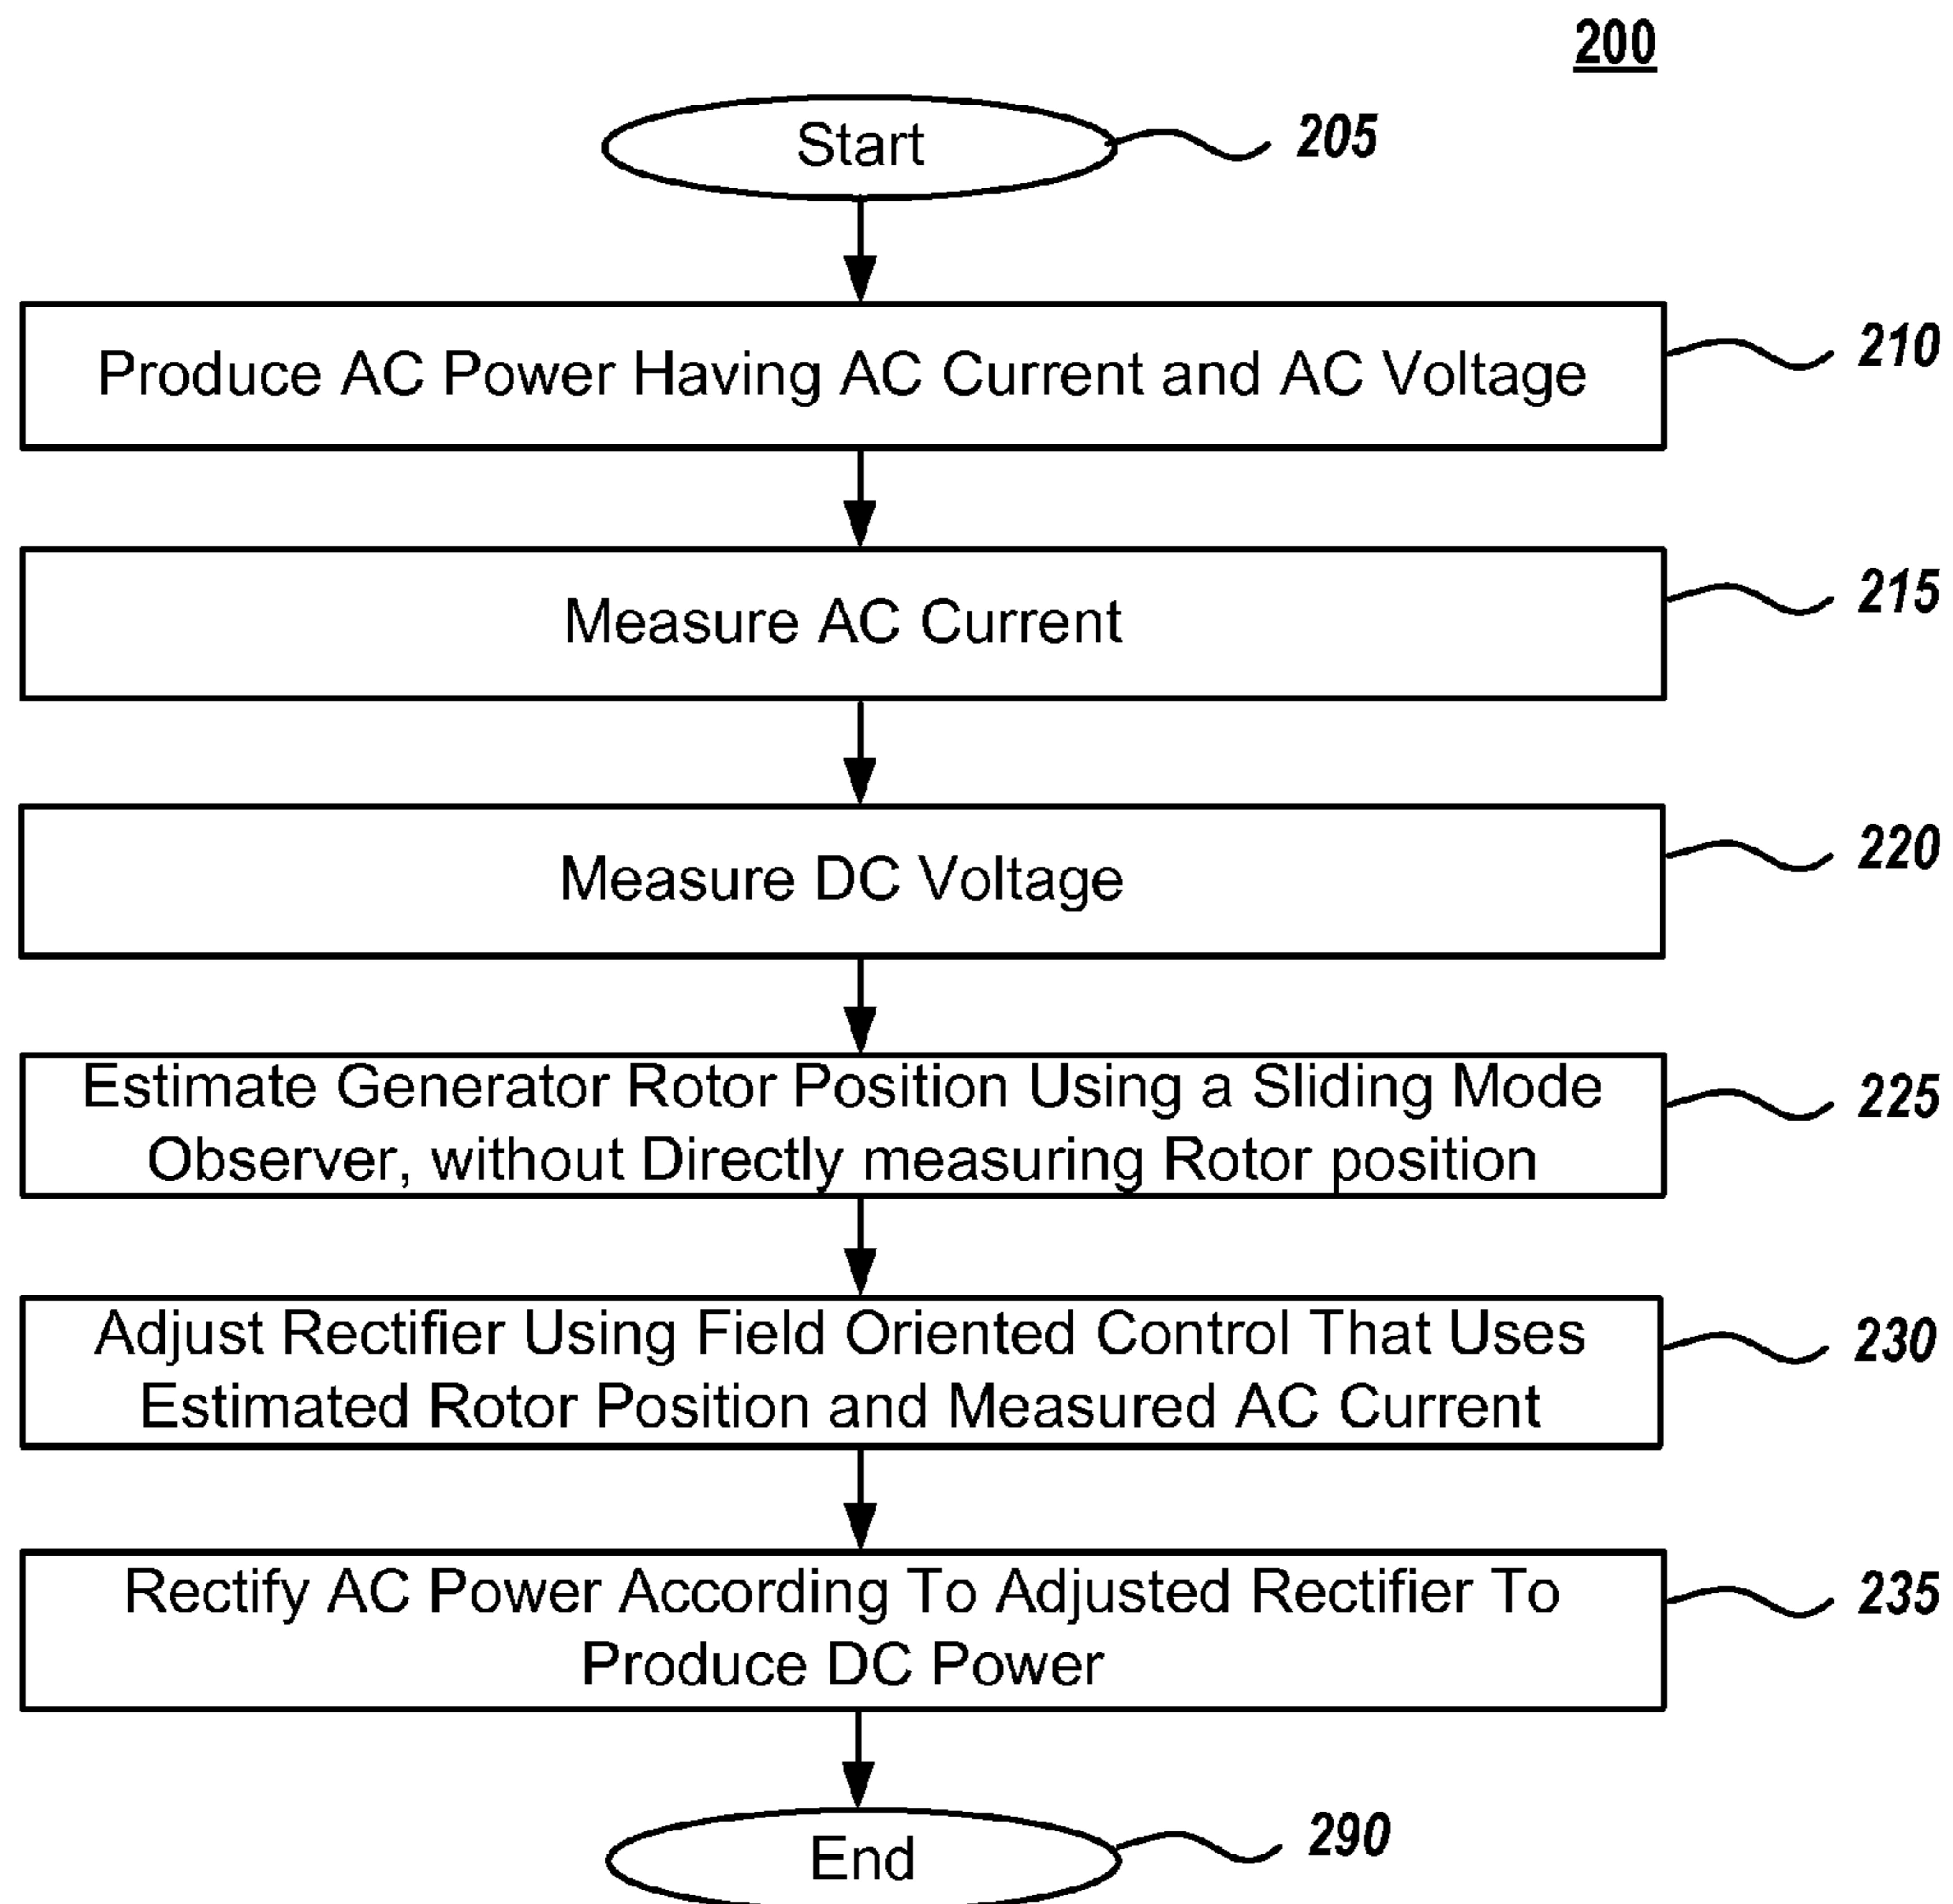 200
Start
205
Produce AC Power Having AC Current and AC Voltage
210
Measure AC Current
215
Measure DC Voltage
220
Estimate Generator Rotor Position Using a Sliding Mode
Observer, without Directly measuring Rotor position
225
Adjust Rectifier Using Field Oriented Control That Uses
Estimated Rotor Position and Measured AC Current
230
Rectify AC Power According To Adjusted Rectifier To
Produce DC Power
235
End
290